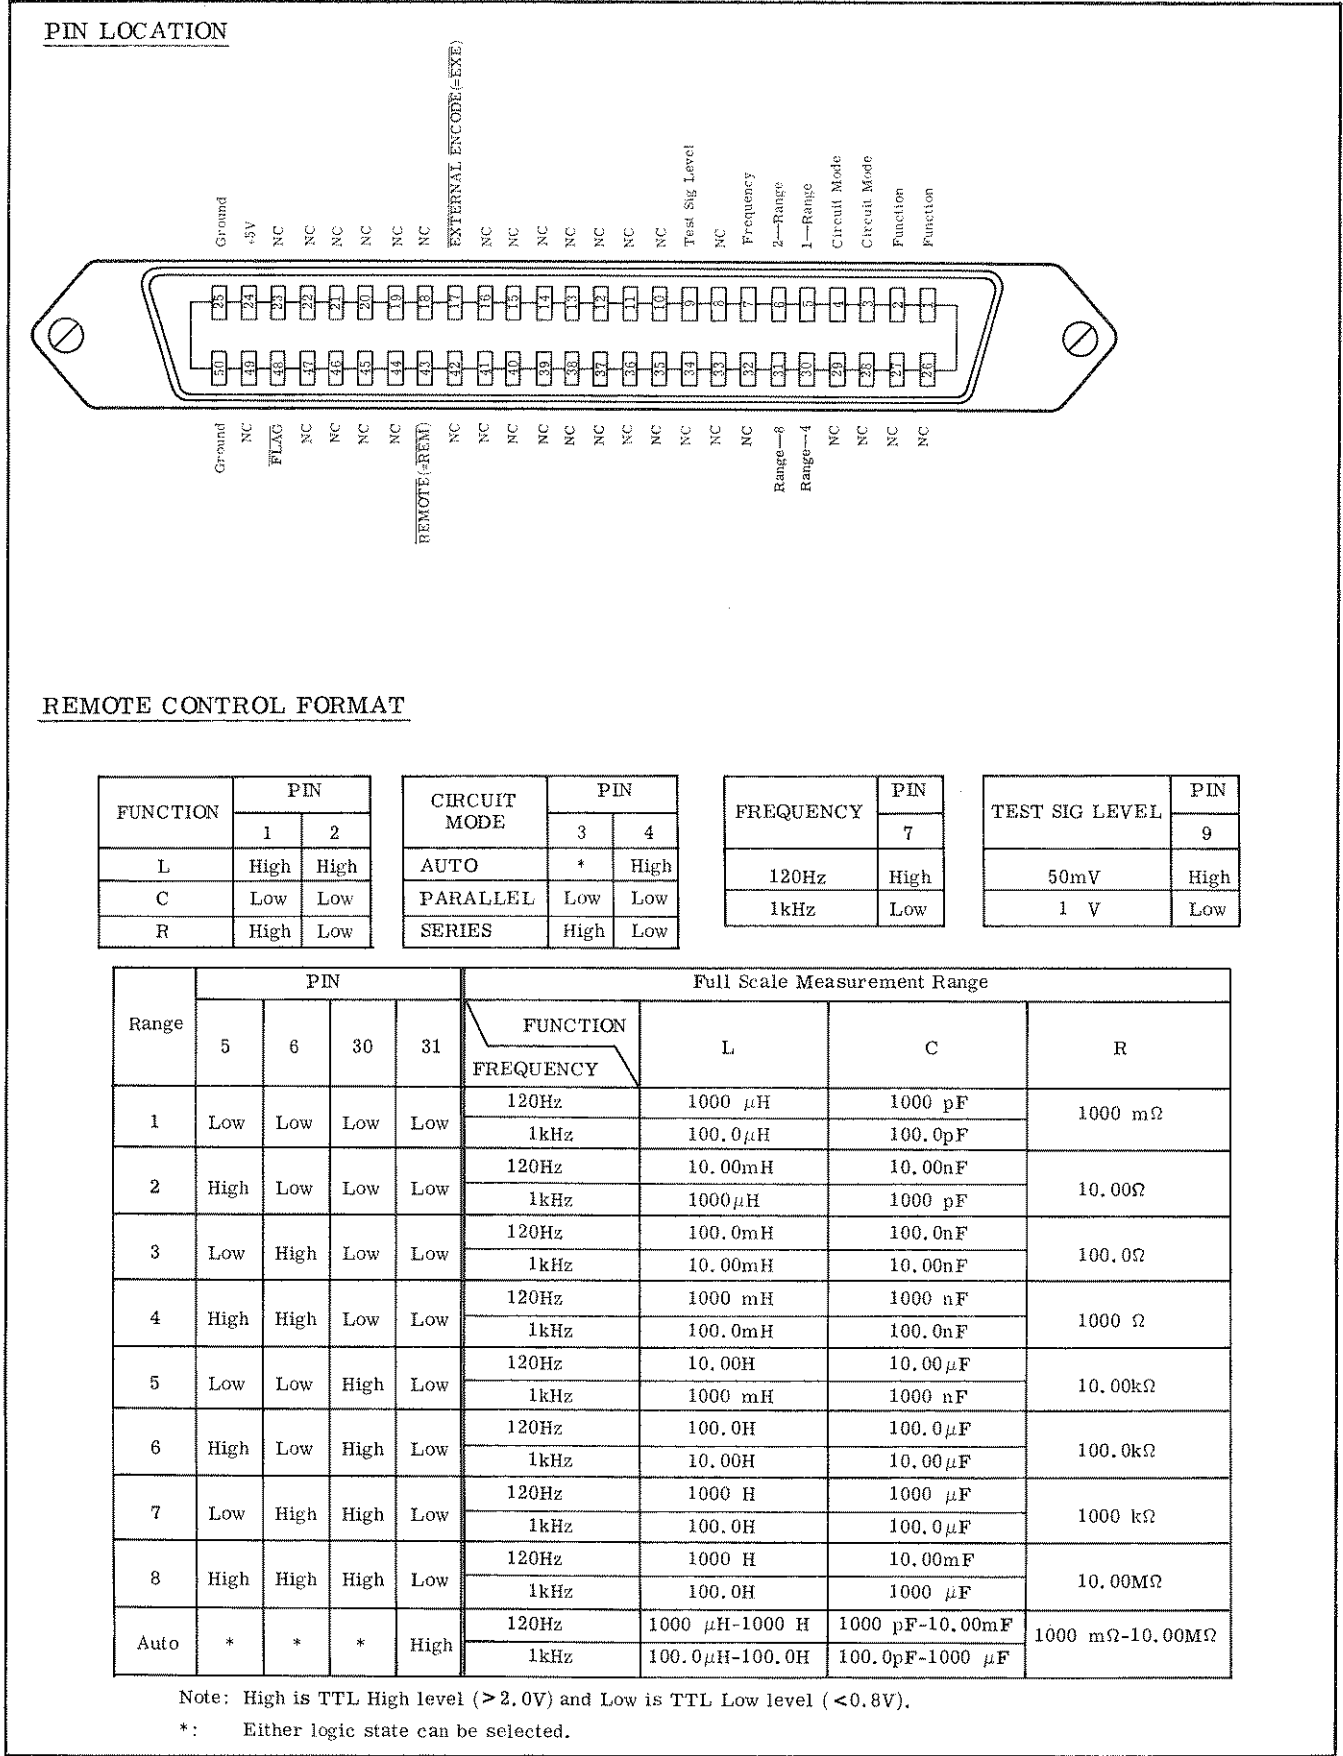 PIN LOCATION
Ground
+5V
NC
NC
NC
NC
NC
NC
EXTERNAL ENCODE(=EXE)
NC
NC
NC
NC
NC
NC
NC
Test Sig Level
NC
Frequency
2—Range
1—Range
Circuit Mode
Circuit Mode
Function
Function
25 24 23 22 21 20 19 18 17 16 15 14 13 12 11 10 9 8 7 6 5 4 3 2 1
50 49 48 47 46 45 44 43 42 41 40 39 38 37 36 35 34 33 32 31 30 29 28 27 26
Ground
NC
FLAG
NC
NC
NC
NC
REMOTE(=REM)
NC
NC
NC
NC
NC
NC
NC
NC
NC
NC
NC
Range—8
Range—4
NC
NC
NC
NC
REMOTE CONTROL FORMAT
FUNCTION PIN
1 2
L High High
C Low Low
R High Low
CIRCUIT MODE PIN
3 4
AUTO * High
PARALLEL Low Low
SERIES High Low
FREQUENCY PIN
7
120Hz High
1kHz Low
TEST SIG LEVEL PIN
9
50mV High
1 V Low
Range PIN Full Scale Measurement Range
5 6 30 31 FUNCTION FREQUENCY L C R
1 Low Low Low Low 120Hz 1000 μH 1000 pF 1000 mΩ
1kHz 100.0μH 100.0pF
2 High Low Low Low 120Hz 10.00mH 10.00nF 10.00Ω
1kHz 1000μH 1000 pF
3 Low High Low Low 120Hz 100.0mH 100.0nF 100.0Ω
1kHz 10.00mH 10.00nF
4 High High Low Low 120Hz 1000 mH 1000 nF 1000 Ω
1kHz 100.0mH 100.0nF
5 Low Low High Low 120Hz 10.00H 10.00μF 10.00kΩ
1kHz 1000 mH 1000 nF
6 High Low High Low 120Hz 100.0H 100.0μF 100.0kΩ
1kHz 10.00H 10.00μF
7 Low High High Low 120Hz 1000 H 1000 μF 1000 kΩ
1kHz 100.0H 100.0μF
8 High High High Low 120Hz 1000 H 10.00mF 10.00MΩ
1kHz 100.0H 1000 μF
Auto * * * High 120Hz 1000 μH-1000 H 1000 pF-10.00mF 1000 mΩ-10.00MΩ
1kHz 100.0μH-100.0H 100.0pF-1000 μF
Note: High is TTL High level (>2.0V) and Low is TTL Low level (<0.8V).
*: Either logic state can be selected.